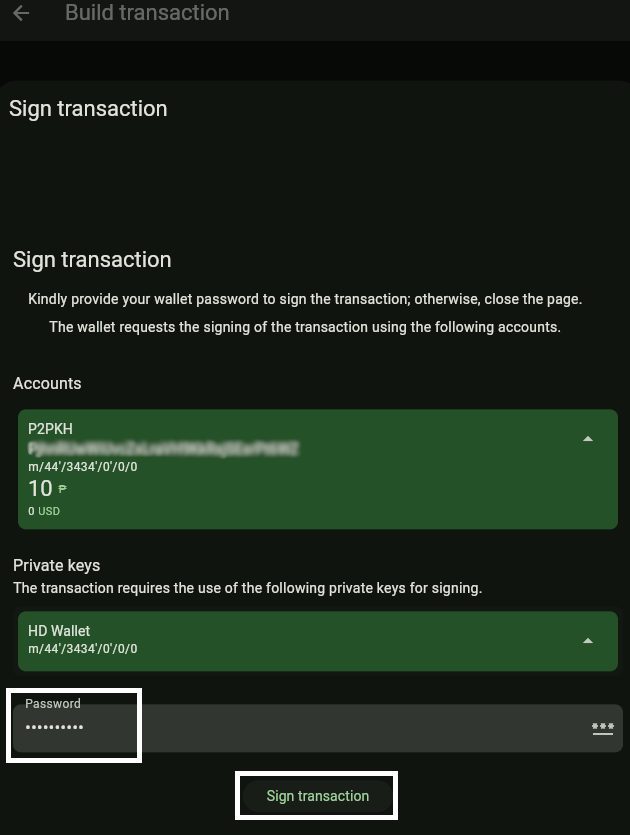 Build transaction
Sign transaction
Sign transaction
Kindly provide your wallet password to sign the transaction; otherwise, close the page.
The wallet requests the signing of the transaction using the following accounts.
Accounts
P2PKH
m/44'/3434'/0'/0/0
10 ₱
0 USD
Private keys
The transaction requires the use of the following private keys for signing.
HD Wallet
m/44'/3434'/0'/0/0
Password
••••••••••
Sign transaction